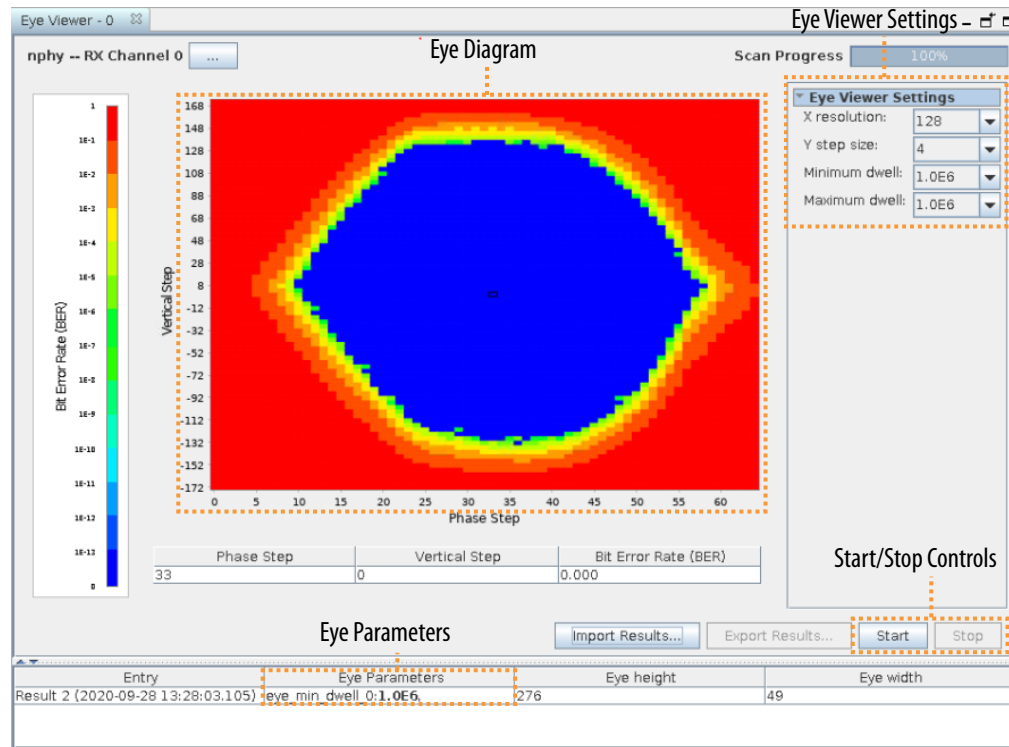 Eye Viewer - 0
Eye Viewer Settings
nphy -- RX Channel 0 ...
Eye Diagram
Scan Progress 100%
Eye Viewer Settings
X resolution: 128
Y step size: 4
Minimum dwell: 1.0E6
Maximum dwell: 1.0E6
Bit Error Rate (BER)
1
1E-1
1E-2
1E-3
1E-4
1E-5
1E-6
1E-7
1E-8
1E-9
1E-10
1E-11
1E-12
1E-13
0
Vertical Step
168
148
128
108
88
68
48
28
8
-12
-32
-52
-72
-92
-112
-132
-152
-172
0 5 10 15 20 25 30 35 40 45 50 55 60
Phase Step
Phase Step Vertical Step Bit Error Rate (BER)
33 0 0.000
Start/Stop Controls
Eye Parameters
Import Results... Export Results... Start Stop
Entry Eye Parameters Eye height Eye width
Result 2 (2020-09-28 13:28:03.105) eye_min_dwell_0:1.0E6, 276 49